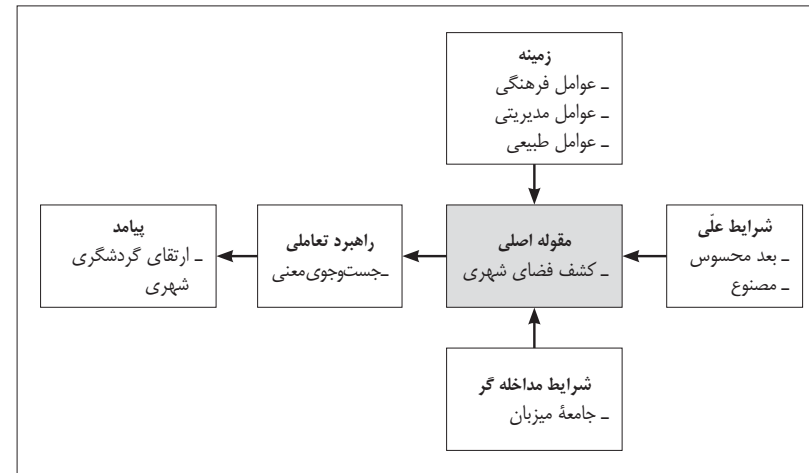 زمینه
ـ عوامل فرهنگی
ـ عوامل مدیریتی
ـ عوامل طبیعی
شرایط علّی
ـ بعد محسوس
ـ مصنوع
مقوله اصلی
ـ کشف فضای شهری
راهبرد تعاملی
ـجست‌وجوی‌معنی
پیامد
ـ ارتقای گردشگری
شهری
شرایط مداخله گر
ـ جامعهٔ میزبان